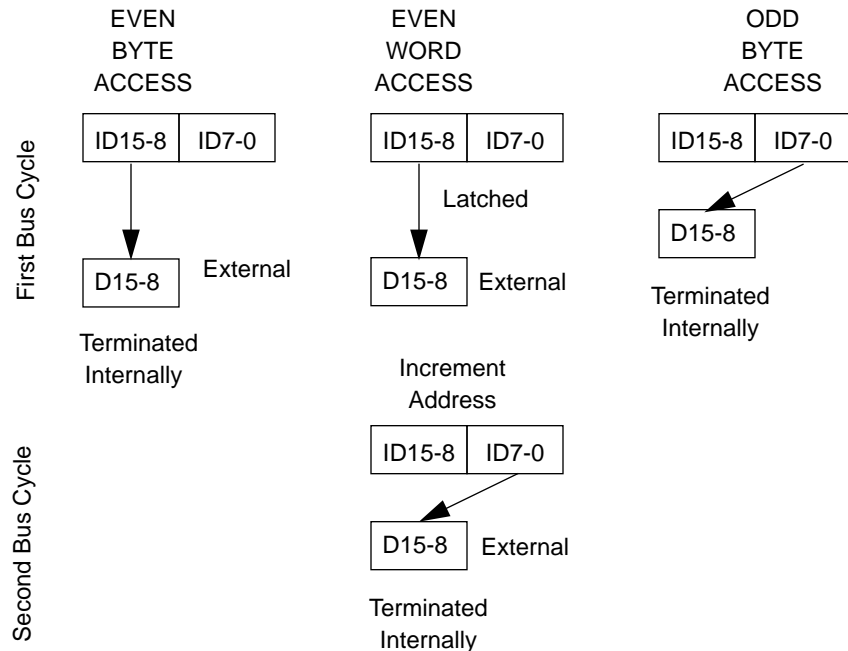 EVEN
BYTE
ACCESS
EVEN
WORD
ACCESS
ODD
BYTE
ACCESS
First Bus Cycle
ID15-8 ID7-0
D15-8 External
Terminated
Internally
ID15-8 ID7-0
Latched
D15-8 External
ID15-8 ID7-0
D15-8
Terminated
Internally
Second Bus Cycle
Increment
Address
ID15-8 ID7-0
D15-8 External
Terminated
Internally